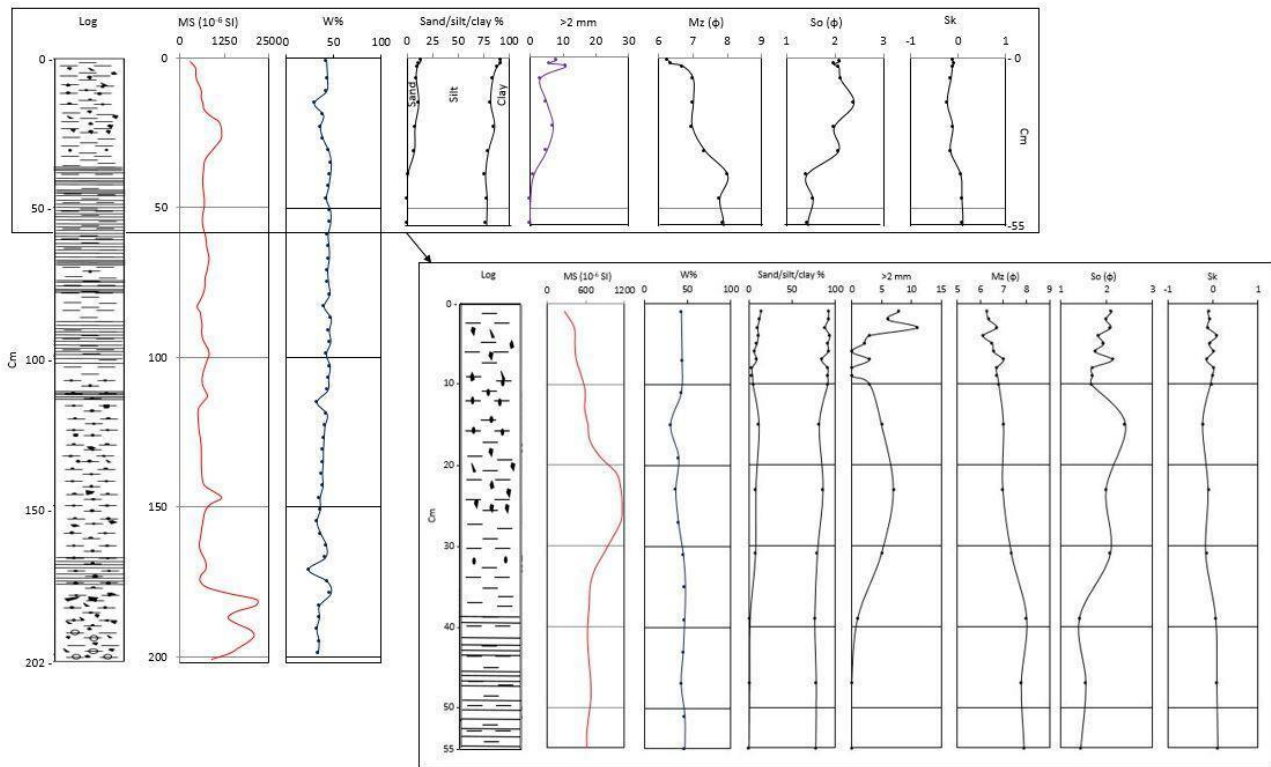 Log MS (10⁻⁶ SI) W% Sand/silt/clay % >2 mm Mz (ϕ) So (ϕ) Sk
0 1250 2500 0 50 100 0 25 50 75 100 0 10 20 30 6 7 8 9 1 2 3 -1 0 1
0 - 0 - 0
Sand Silt Clay
Cm
50 - 50
-55
Log MS (10⁻⁶ SI) W% Sand/silt/clay % >2 mm Mz (ϕ) So (ϕ) Sk
0 600 1200 0 50 100 0 50 100 0 5 10 15 5 6 7 8 9 1 2 3 -1 0 1
0
Cm
100 - 100
10
150 - 150
20
Cm
30
40
200
202 -
50
55